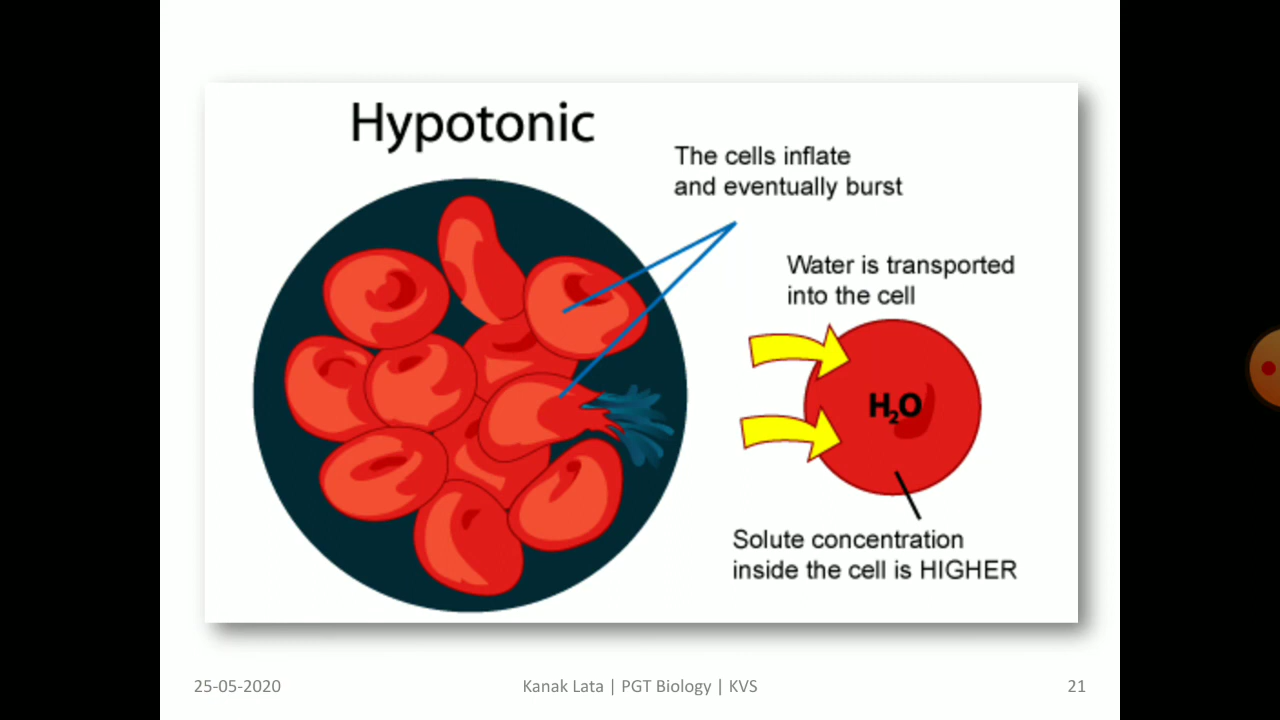 Hypotonic
The cells inflate
and eventually burst
Water is transported
into the cell
H₂O
Solute concentration
inside the cell is HIGHER
25-05-2020
Kanak Lata | PGT Biology | KVS
21